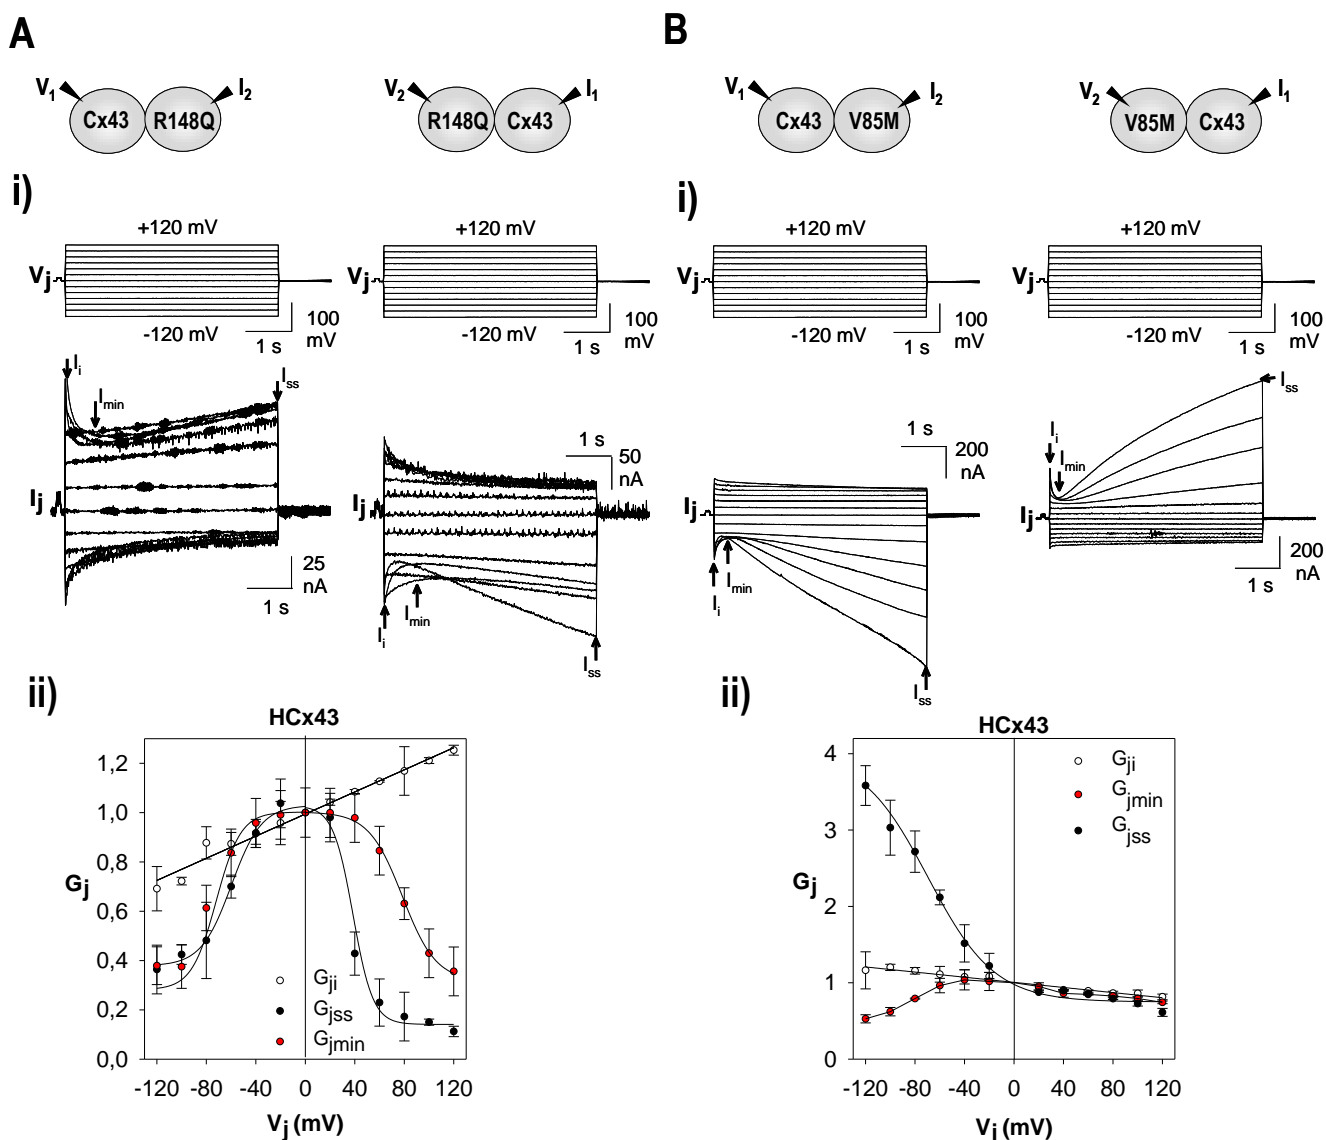 A
B
V1
Cx43
R148Q
I2
V2
R148Q
Cx43
I1
V1
Cx43
V85M
I2
V2
V85M
Cx43
I1
i)
i)
+120 mV
+120 mV
+120 mV
+120 mV
Vj
Vj
Vj
Vj
-120 mV
100 mV
1 s
-120 mV
100 mV
1 s
-120 mV
100 mV
1 s
-120 mV
100 mV
1 s
Ii
Imin
Iss
Ij
25 nA
1 s
1 s
50 nA
Ij
Ii
Imin
Iss
1 s
200 nA
Ij
Ii
Imin
Iss
Iss
Ii
Imin
Ij
200 nA
1 s
ii)
HCx43
1,2
1,0
0,8
0,6
0,4
0,2
0,0
Gj
Gji
Gjss
Gjmin
-120 -80 -40 0 40 80 120
Vj (mV)
ii)
HCx43
4
3
2
1
0
Gj
Gji
Gjmin
Gjss
-120 -80 -40 0 40 80 120
Vj (mV)